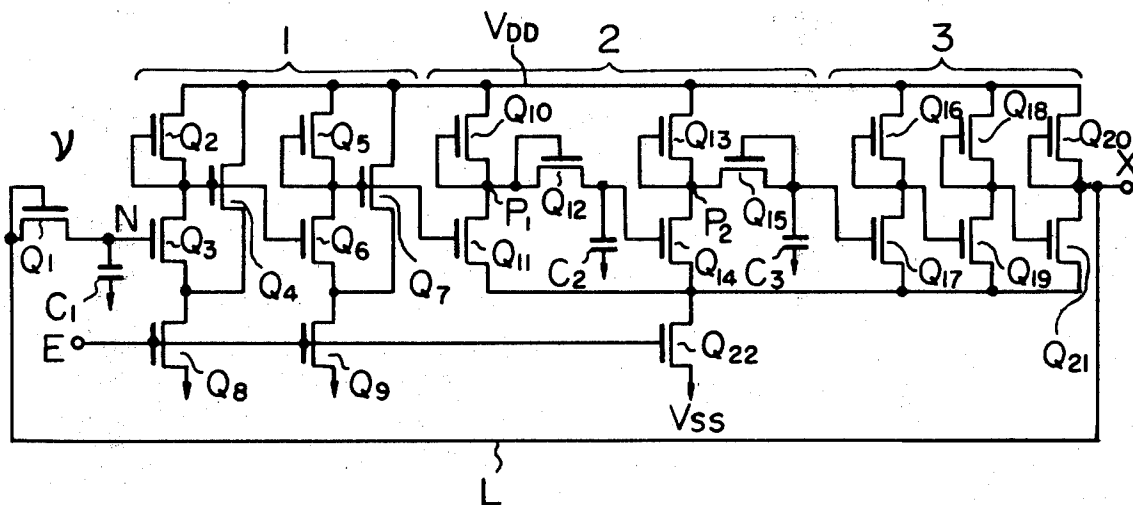 1 2 3
VDD
Q10 Q16 Q18
Q2 Q5 Q13 Q20
ν X
Q12 P1 P2 Q15
N
Q1 Q3 Q6 Q11 Q14 Q17 Q19
C1 Q4 Q7 C2 C3
E Q8 Q9 Q22 Q21
VSS
L